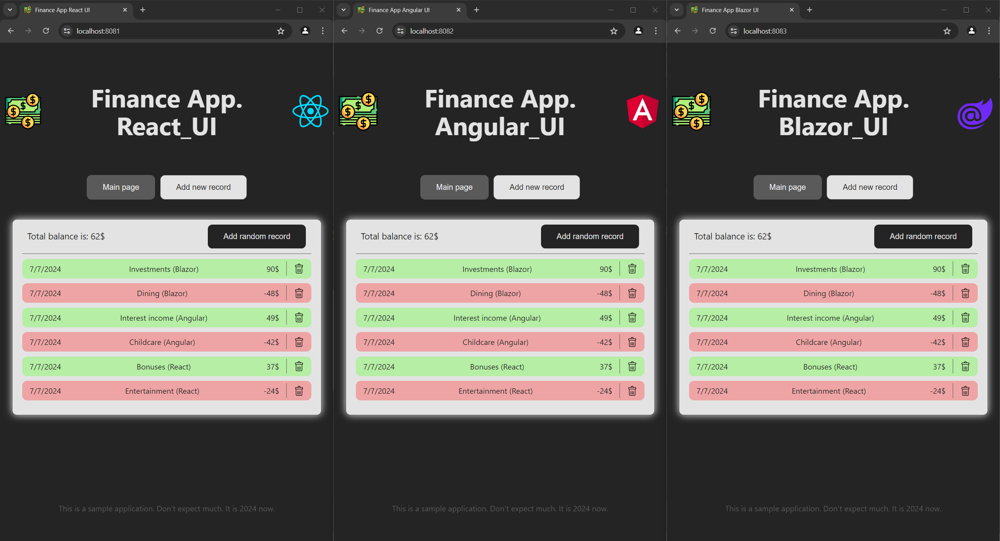 Finance App React UI
localhost:8081
Finance App.
React_UI
Main page
Add new record
Total balance is: 62$
Add random record
7/7/2024 Investments (Blazor) 90$
7/7/2024 Dining (Blazor) -48$
7/7/2024 Interest income (Angular) 49$
7/7/2024 Childcare (Angular) -42$
7/7/2024 Bonuses (React) 37$
7/7/2024 Entertainment (React) -24$
This is a sample application. Don't expect much. It is 2024 now.
Finance App Angular UI
localhost:8082
Finance App.
Angular_UI
Main page
Add new record
Total balance is: 62$
Add random record
7/7/2024 Investments (Blazor) 90$
7/7/2024 Dining (Blazor) -48$
7/7/2024 Interest income (Angular) 49$
7/7/2024 Childcare (Angular) -42$
7/7/2024 Bonuses (React) 37$
7/7/2024 Entertainment (React) -24$
This is a sample application. Don't expect much. It is 2024 now.
Finance App Blazor UI
localhost:8083
Finance App.
Blazor_UI
Main page
Add new record
Total balance is: 62$
Add random record
7/7/2024 Investments (Blazor) 90$
7/7/2024 Dining (Blazor) -48$
7/7/2024 Interest income (Angular) 49$
7/7/2024 Childcare (Angular) -42$
7/7/2024 Bonuses (React) 37$
7/7/2024 Entertainment (React) -24$
This is a sample application. Don't expect much. It is 2024 now.